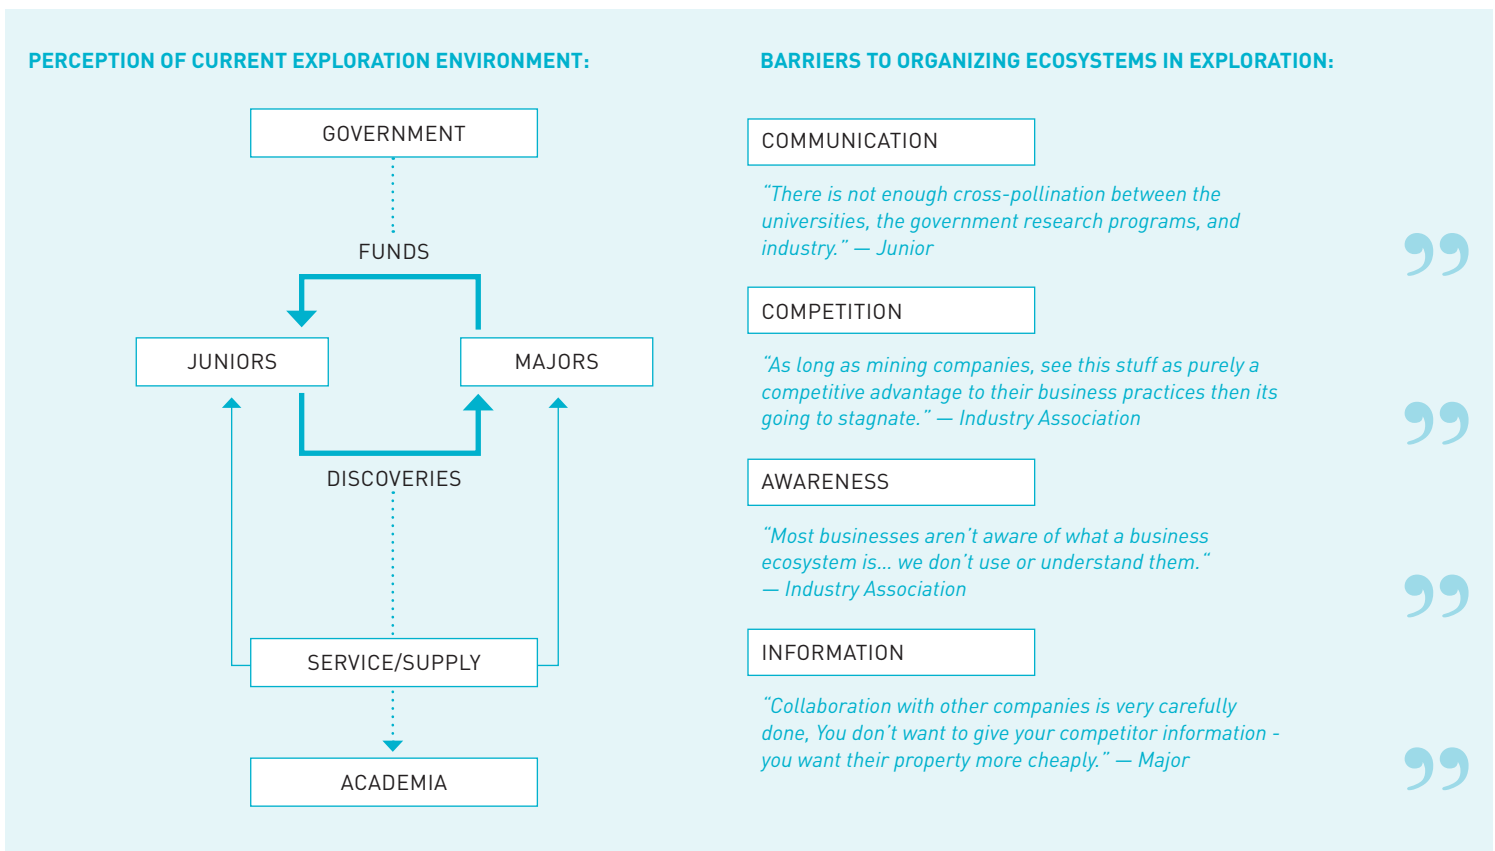 PERCEPTION OF CURRENT EXPLORATION ENVIRONMENT:
GOVERNMENT
FUNDS
JUNIORS
MAJORS
DISCOVERIES
SERVICE/SUPPLY
ACADEMIA
BARRIERS TO ORGANIZING ECOSYSTEMS IN EXPLORATION:
COMMUNICATION
“There is not enough cross-pollination between the
universities, the government research programs, and
industry.” — Junior
”
COMPETITION
“As long as mining companies, see this stuff as purely a
competitive advantage to their business practices then its
going to stagnate.” — Industry Association
”
AWARENESS
“Most businesses aren’t aware of what a business
ecosystem is... we don’t use or understand them.“
— Industry Association
”
INFORMATION
“Collaboration with other companies is very carefully
done, You don’t want to give your competitor information -
you want their property more cheaply.” — Major
”